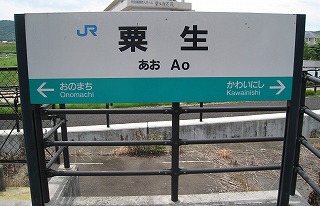 JR
粟生
あお Ao
おのまち
Onomachi
かわいにし
Kawainishi